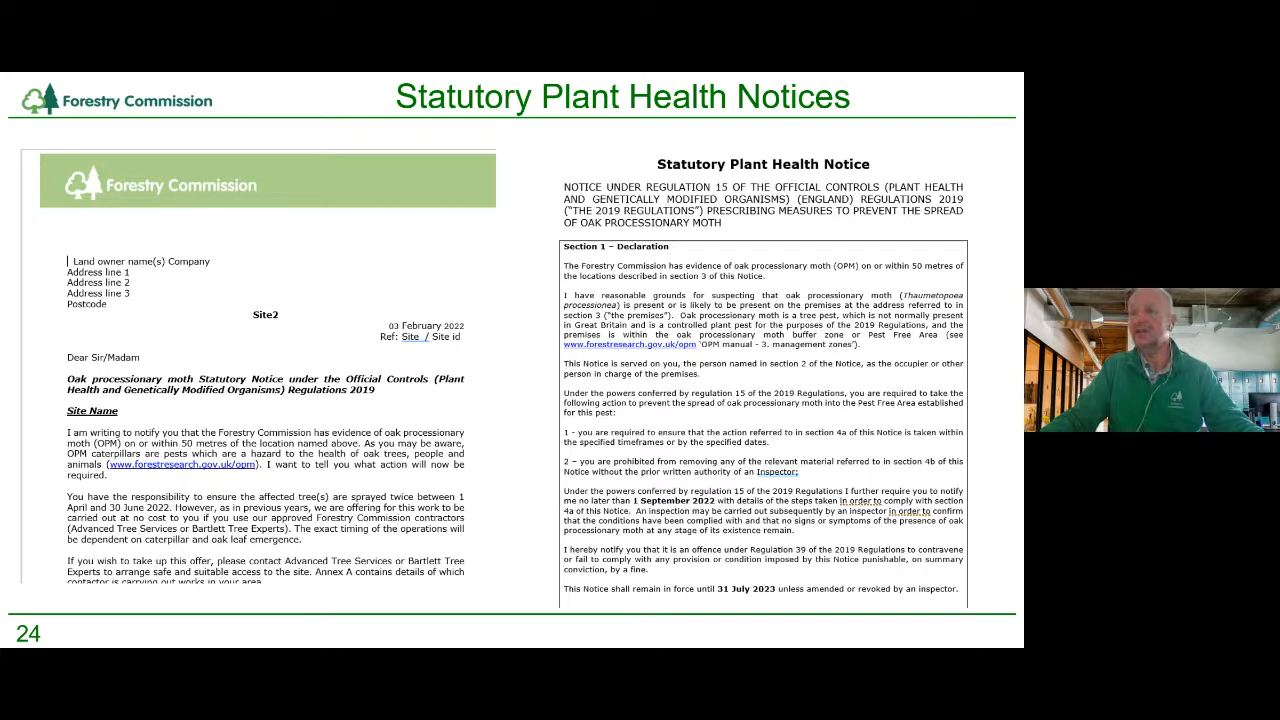 Forestry Commission
Statutory Plant Health Notices
Forestry Commission
Land owner name(s) Company
Address line 1
Address line 2
Address line 3
Postcode
Site2
03 February 2022
Ref: Site / Site id
Dear Sir/Madam
Oak processionary moth Statutory Notice under the Official Controls (Plant
Health and Genetically Modified Organisms) Regulations 2019
Site Name
I am writing to notify you that the Forestry Commission has evidence of oak processionary
moth (OPM) on or within 50 metres of the location named above. As you may be aware,
OPM caterpillars are pests which are a hazard to the health of oak trees, people and
animals (www.forestresearch.gov.uk/opm). I want to tell you what action will now be
required.
You have the responsibility to ensure the affected tree(s) are sprayed twice between 1
April and 30 June 2022. However, as in previous years, we are offering for this work to be
carried out at no cost to you if you use our approved Forestry Commission contractors
(Advanced Tree Services or Bartlett Tree Experts). The exact timing of the operations will
be dependent on caterpillar and oak leaf emergence.
If you wish to take up this offer, please contact Advanced Tree Services or Bartlett Tree
Experts to arrange safe and suitable access to the site. Annex A contains details of which
contactor is carrying out works in your area.
Statutory Plant Health Notice
NOTICE UNDER REGULATION 15 OF THE OFFICIAL CONTROLS (PLANT HEALTH
AND GENETICALLY MODIFIED ORGANISMS) (ENGLAND) REGULATIONS 2019
("THE 2019 REGULATIONS") PRESCRIBING MEASURES TO PREVENT THE SPREAD
OF OAK PROCESSIONARY MOTH
Section 1 – Declaration
The Forestry Commission has evidence of oak processionary moth (OPM) on or within 50 metres of
the locations described in section 3 of this Notice.
I have reasonable grounds for suspecting that oak processionary moth (Thaumetopoea
processionea) is present or is likely to be present on the premises at the address referred to in
section 3 ("the premises"). Oak processionary moth is a tree pest, which is not normally present
in Great Britain and is a controlled plant pest for the purposes of the 2019 Regulations, and the
premises is within the oak processionary moth buffer zone or Pest Free Area (see
www.forestresearch.gov.uk/opm 'OPM manual - 3. management zones').
This Notice is served on you, the person named in section 2 of the Notice, as the occupier or other
person in charge of the premises.
Under the powers conferred by regulation 15 of the 2019 Regulations, you are required to take the
following action to prevent the spread of oak processionary moth into the Pest Free Area established
for this pest:
1 - you are required to ensure that the action referred to in section 4a of this Notice is taken within
the specified timeframes or by the specified dates.
2 – you are prohibited from removing any of the relevant material referred to in section 4b of this
Notice without the prior written authority of an Inspector;
Under the powers conferred by regulation 15 of the 2019 Regulations I further require you to notify
me no later than 1 September 2022 with details of the steps taken in order to comply with section
4a of this Notice. An inspection may be carried out subsequently by an inspector in order to confirm
that the conditions have been complied with and that no signs or symptoms of the presence of oak
processionary moth at any stage of its existence remain.
I hereby notify you that it is an offence under Regulation 39 of the 2019 Regulations to contravene
or fail to comply with any provision or condition imposed by this Notice punishable, on summary
conviction, by a fine.
This Notice shall remain in force until 31 July 2023 unless amended or revoked by an inspector.
24